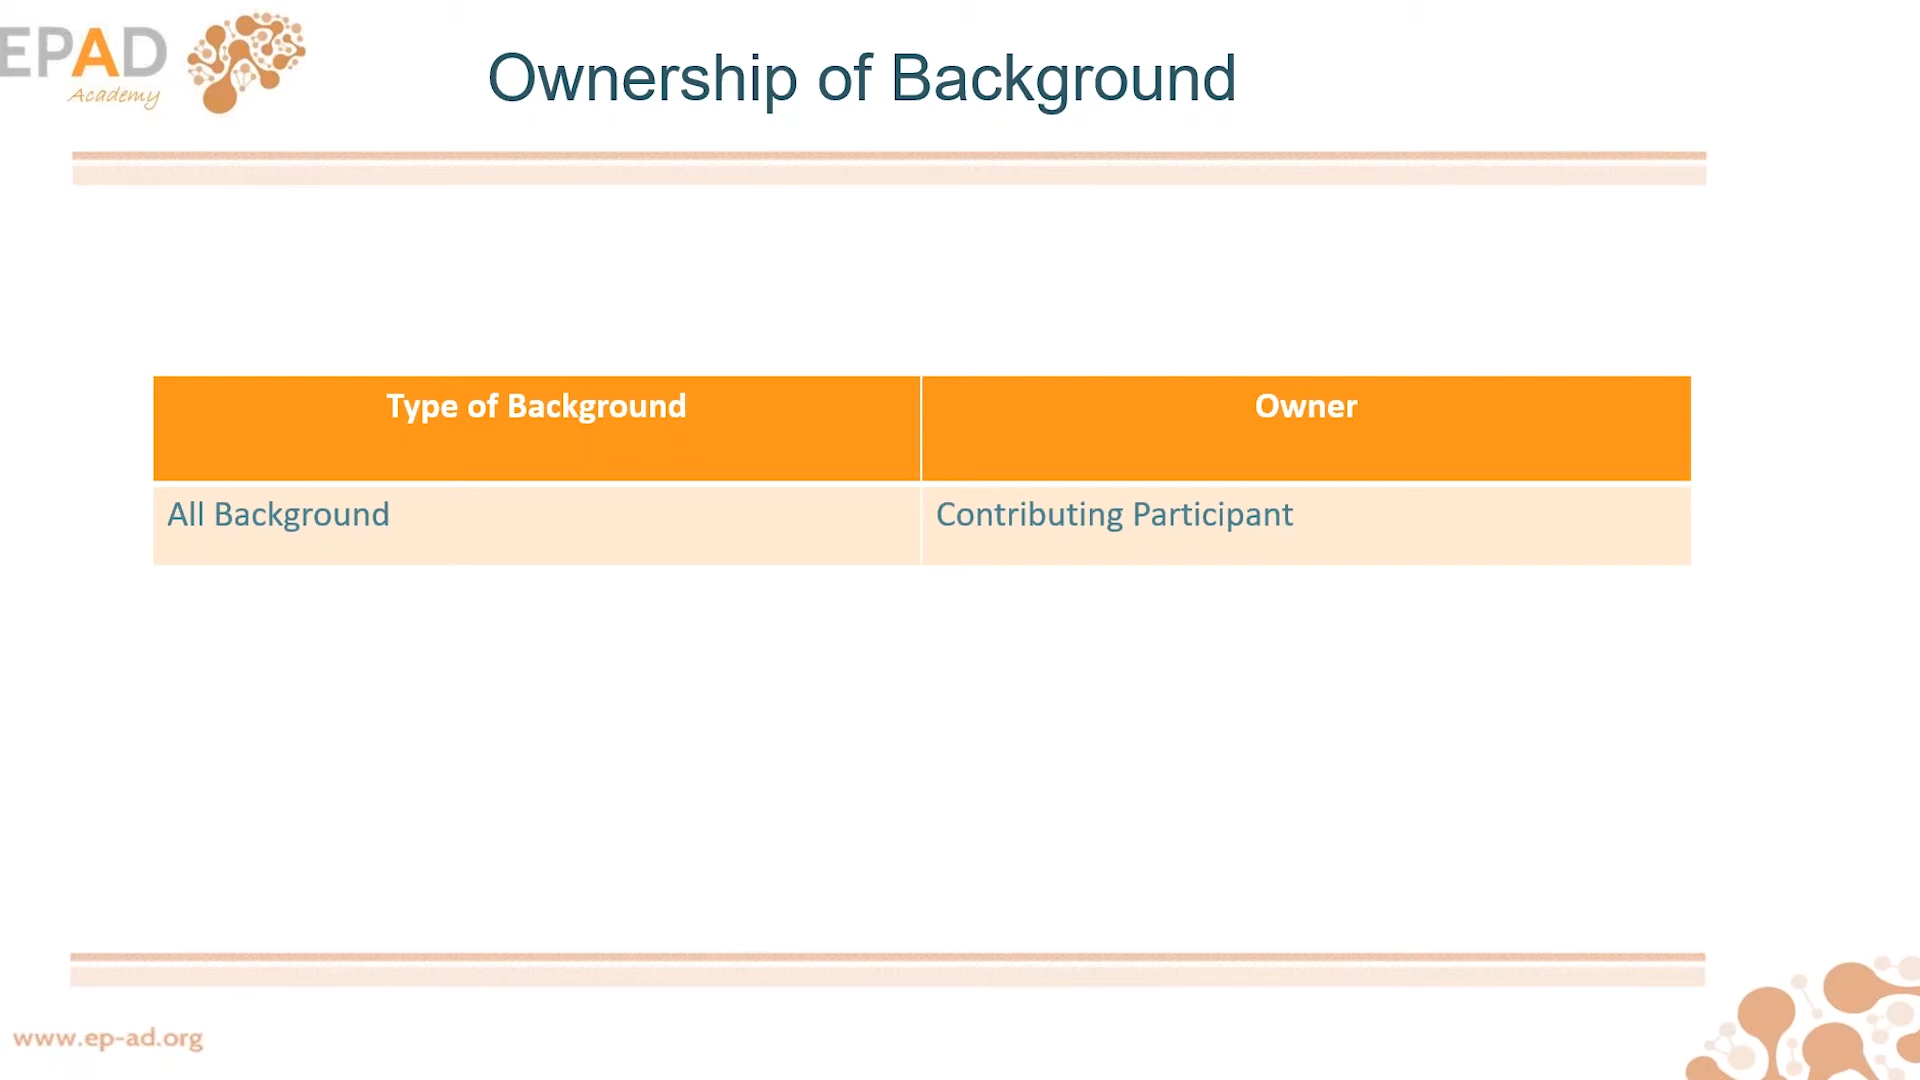 EPAD
Academy
Ownership of Background
Type of Background
Owner
All Background
Contributing Participant
www.ep-ad.org